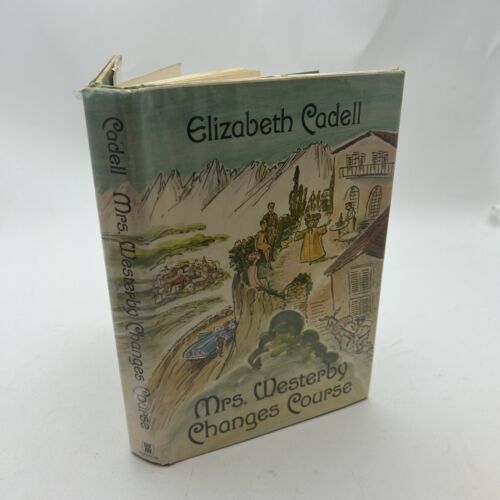 Elizabeth Cadell
Mrs. Westerby
Changes Course
Cadell Mrs. Westerby Changes Course